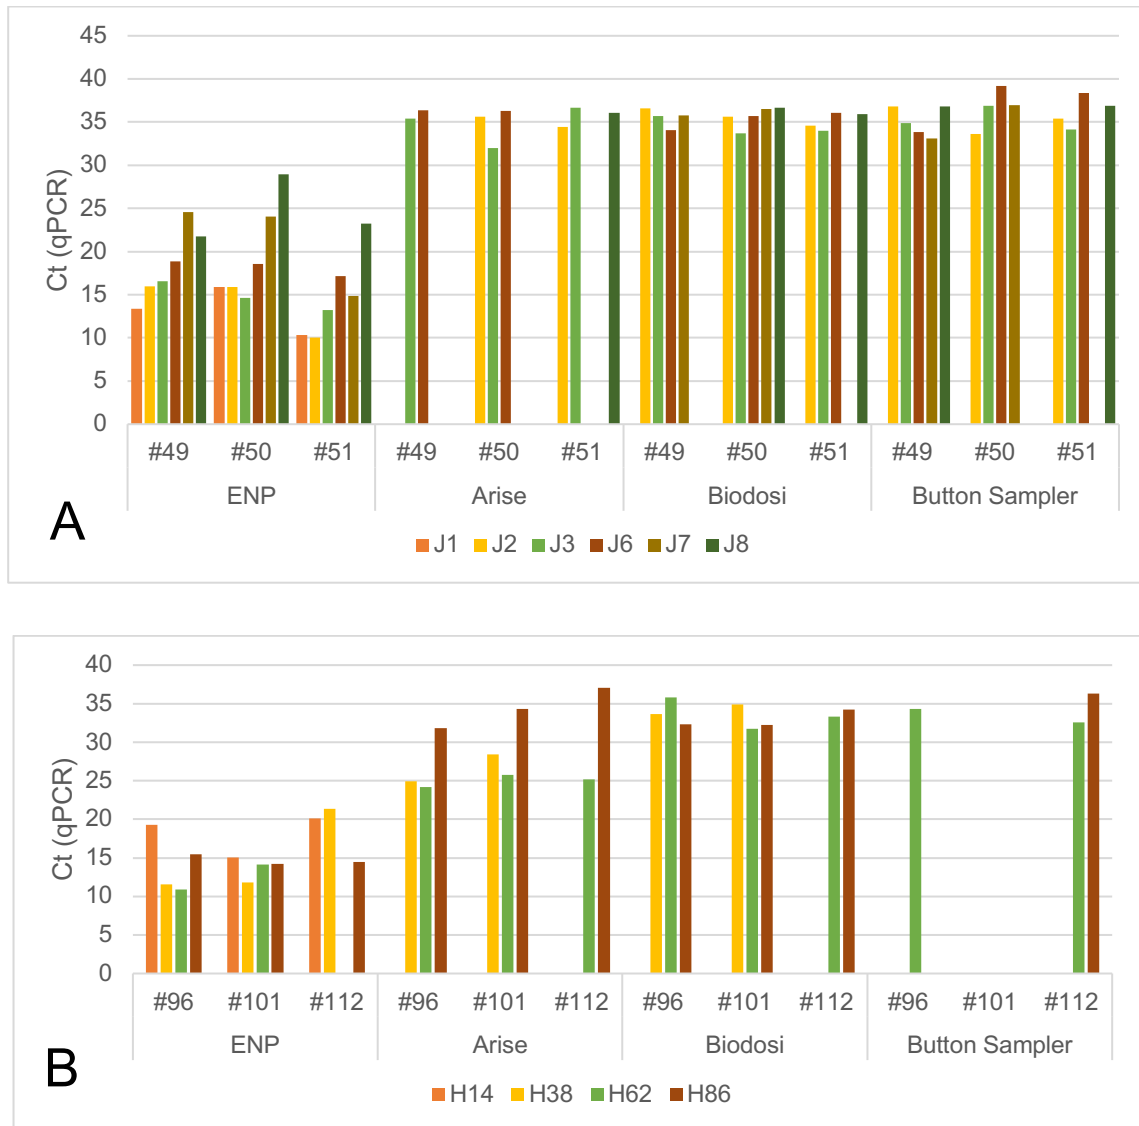 45
40
35
30
25
20
15
10
5
0
Ct (qPCR)
#49 #50 #51 #49 #50 #51 #49 #50 #51 #49 #50 #51
ENP Arise Biodosi Button Sampler
A
J1 J2 J3 J6 J7 J8
40
35
30
25
20
15
10
5
0
Ct (qPCR)
#96 #101 #112 #96 #101 #112 #96 #101 #112 #96 #101 #112
ENP Arise Biodosi Button Sampler
B
H14 H38 H62 H86